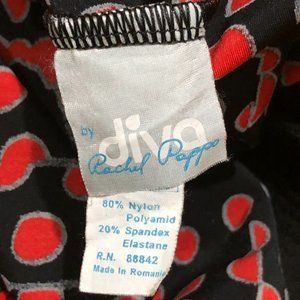 diva
by Rachel Pappo
80% Nylon
Polyamid
20% Spandex
Elastane
R.N. 88842
Made in Romania